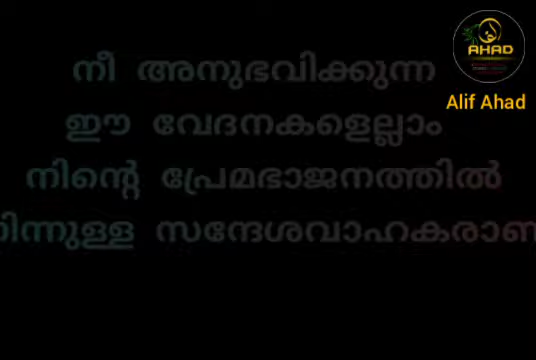 AHAD
Alif Ahad
നീ അനുഭവിക്കുന്ന
ഈ വേദനകളെല്ലാം
നിന്റെ പ്രേമഭാജനത്തിൽ
നിന്നുള്ള സന്ദേശവാഹകരാണ്